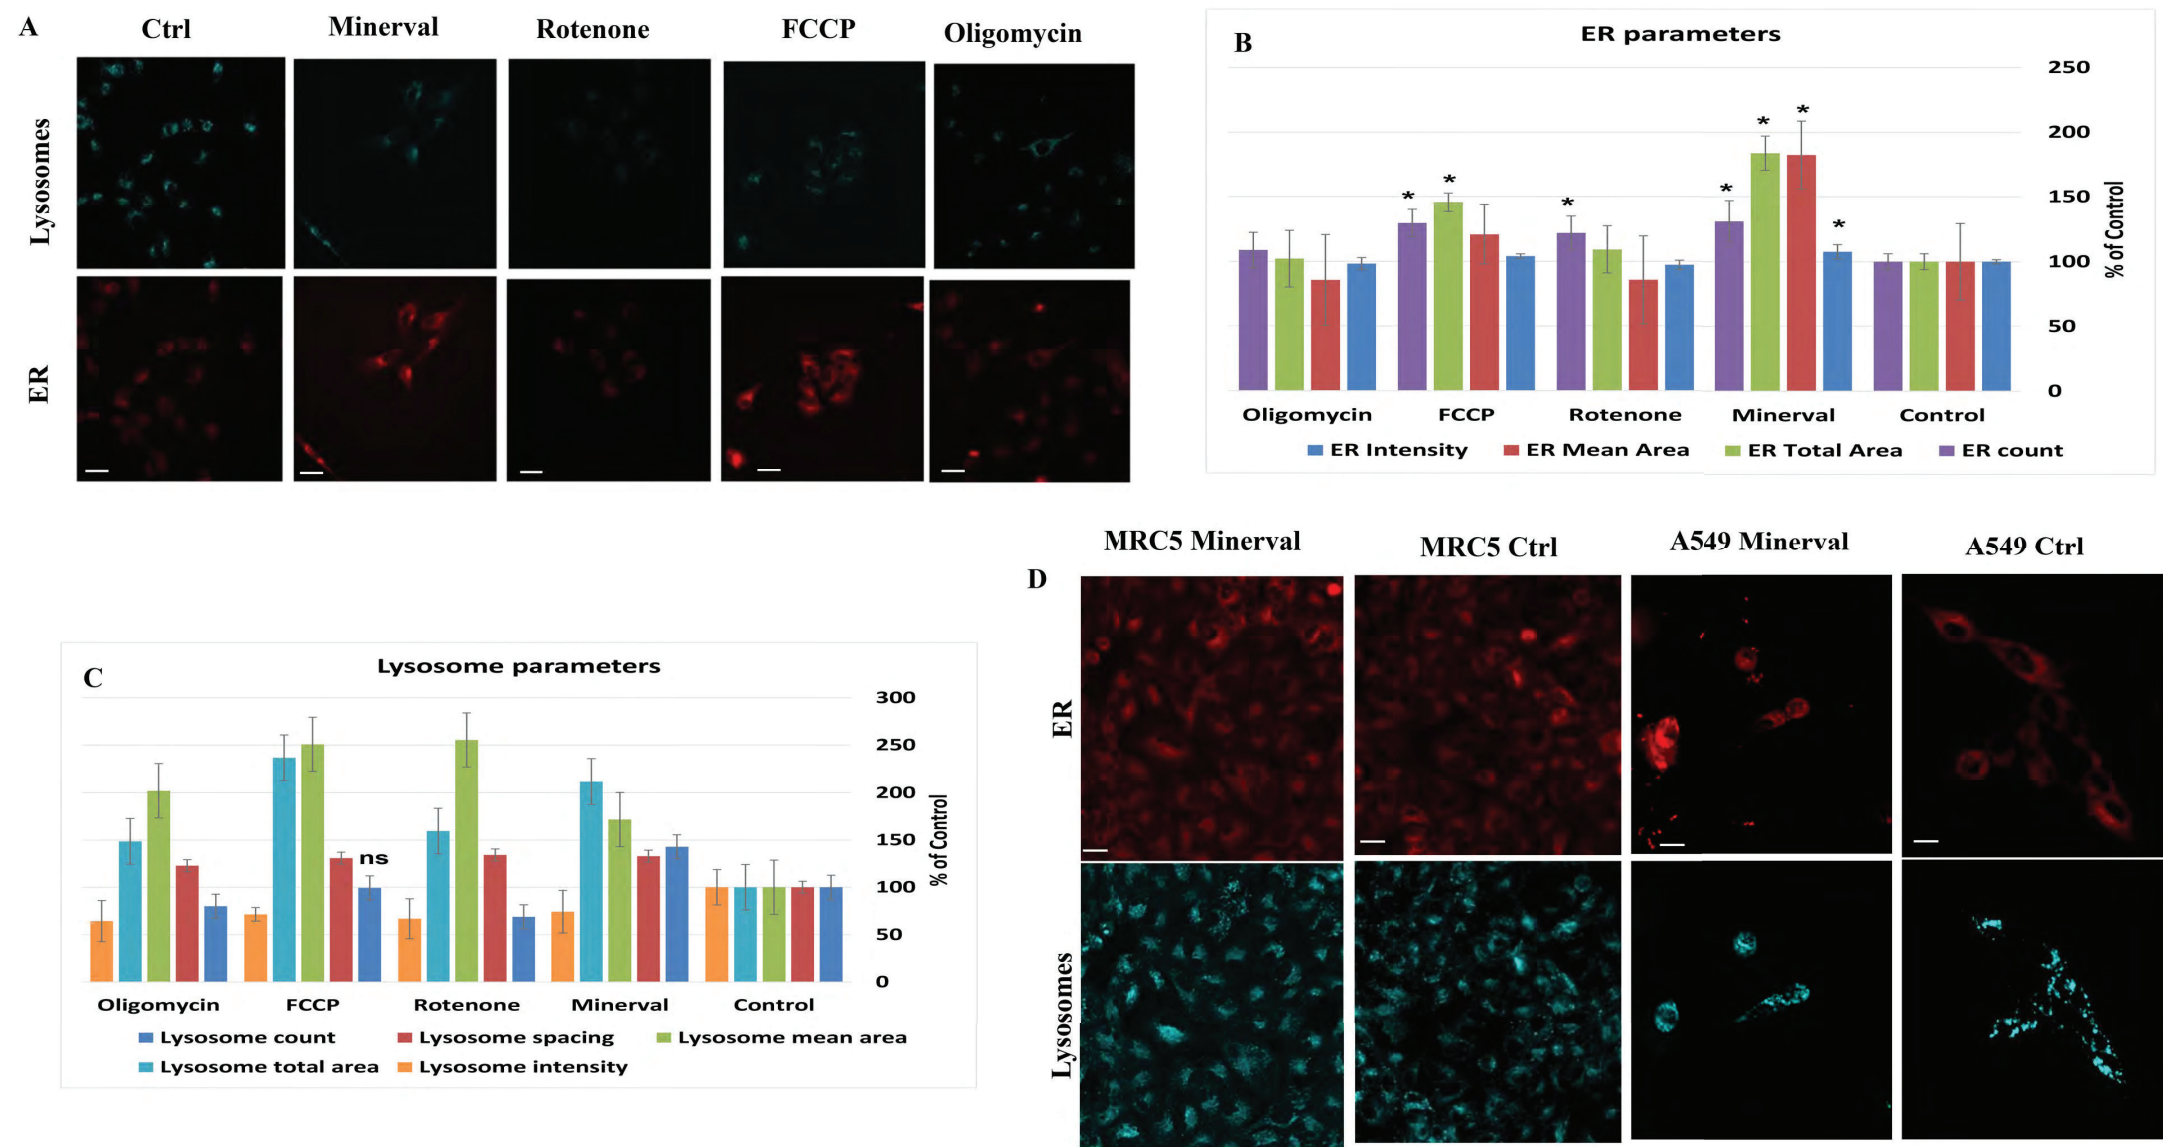 A
Ctrl
Minerval
Rotenone
FCCP
Oligomycin
Lysosomes
ER
B
ER parameters
250
200
150
100
50
0
% of Control
Oligomycin
FCCP
Rotenone
Minerval
Control
* * * * * * *
ER Intensity
ER Mean Area
ER Total Area
ER count
C
Lysosome parameters
300
250
200
150
100
50
0
% of Control
ns
Oligomycin
FCCP
Rotenone
Minerval
Control
Lysosome count
Lysosome spacing
Lysosome mean area
Lysosome total area
Lysosome intensity
D
MRC5 Minerval
MRC5 Ctrl
A549 Minerval
A549 Ctrl
ER
Lysosomes